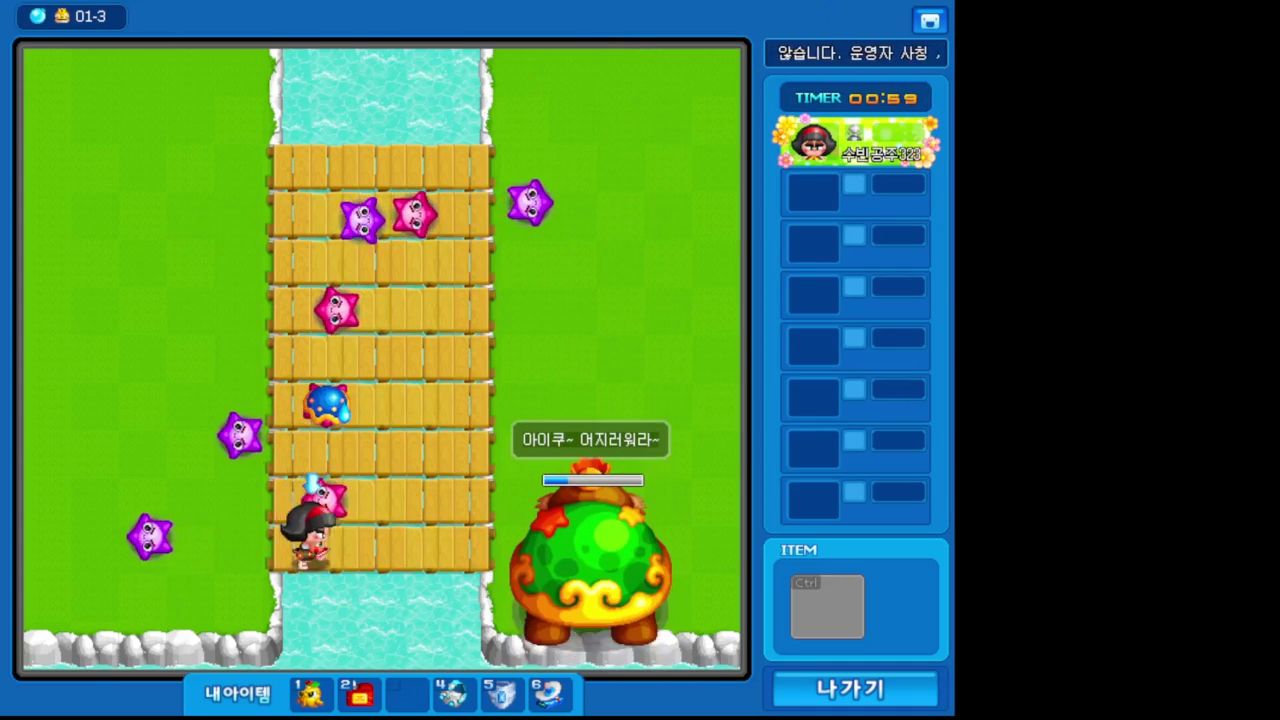 01-3
않습니다. 운영자 사칭,
TIMER 00:59
수빈공주323
아이쿠~ 어지러워라~
ITEM
Ctrl
내아이템 1 2 4 5 6
나가기